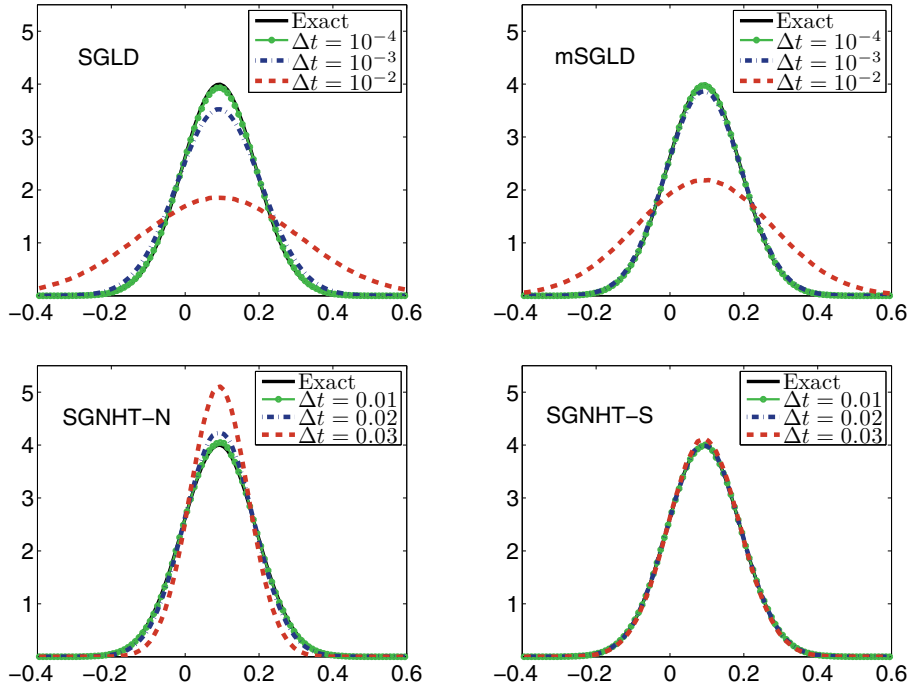 SGLD
Exact
Δt = 10⁻⁴
Δt = 10⁻³
Δt = 10⁻²
5
4
3
2
1
−0.4 −0.2 0 0.2 0.4 0.6
mSGLD
Exact
Δt = 10⁻⁴
Δt = 10⁻³
Δt = 10⁻²
5
4
3
2
1
−0.4 −0.2 0 0.2 0.4 0.6
SGNHT−N
Exact
Δt = 0.01
Δt = 0.02
Δt = 0.03
5
4
3
2
1
−0.4 −0.2 0 0.2 0.4 0.6
SGNHT−S
Exact
Δt = 0.01
Δt = 0.02
Δt = 0.03
5
4
3
2
1
−0.4 −0.2 0 0.2 0.4 0.6